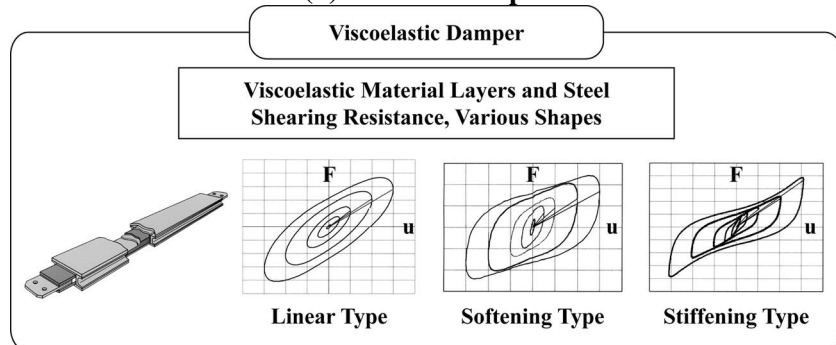 Viscoelastic Damper
Viscoelastic Material Layers and Steel
Shearing Resistance, Various Shapes
F
u
F
u
F
u
Linear Type
Softening Type
Stiffening Type